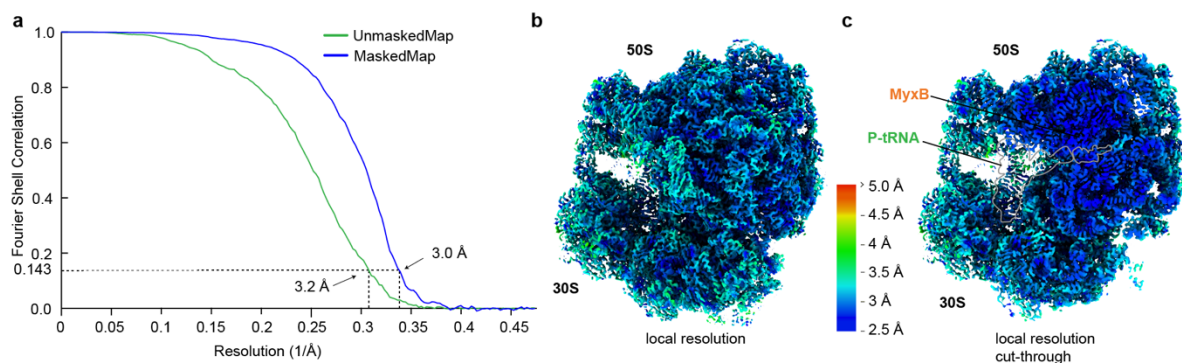 a
1.0
0.8
0.6
0.4
0.2
0.143
0.0
Fourier Shell Correlation
UnmaskedMap
MaskedMap
3.0 Å
3.2 Å
0
0.05
0.1
0.15
0.2
0.25
0.3
0.35
0.4
0.45
Resolution (1/Å)
b
50S
30S
local resolution
c
50S
MyxB
P-tRNA
> 5.0 Å
- 4.5 Å
- 4 Å
- 3.5 Å
- 3 Å
- 2.5 Å
30S
local resolution
cut-through